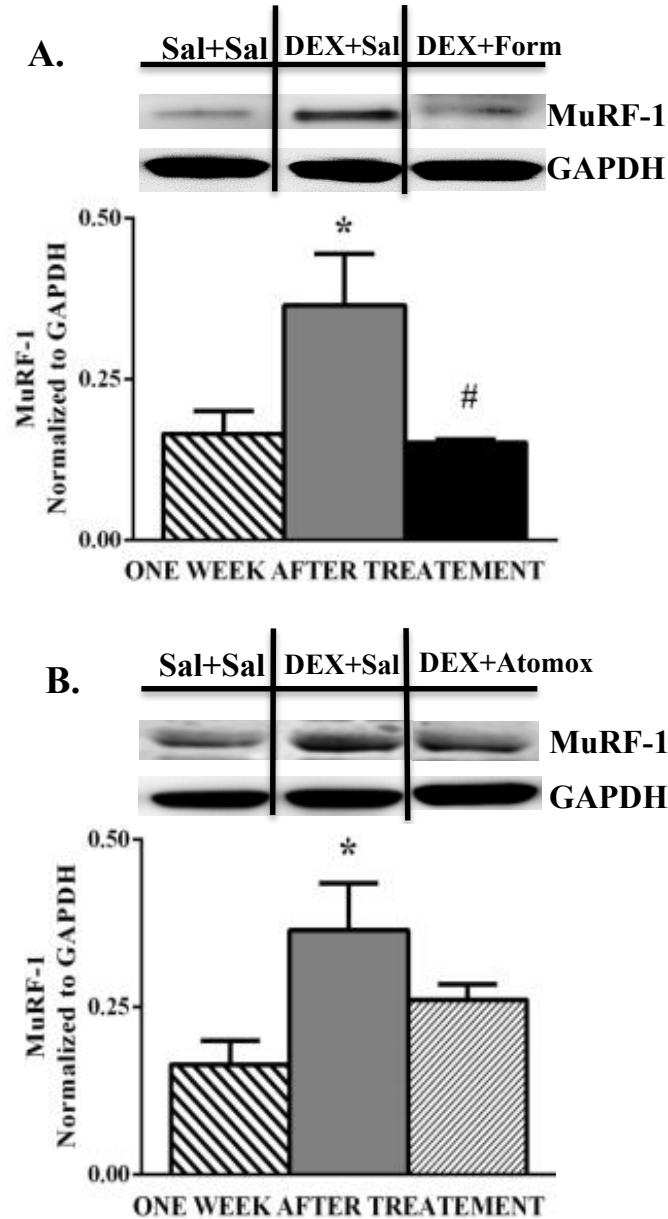 A.
Sal+Sal DEX+Sal DEX+Form
MuRF-1
GAPDH
0.50
*
MuRF-1
Normalized to GAPDH
0.25
#
0.00
ONE WEEK AFTER TREATEMENT
B.
Sal+Sal DEX+Sal DEX+Atomox
MuRF-1
GAPDH
0.50
*
MuRF-1
Normalized to GAPDH
0.25
0.00
ONE WEEK AFTER TREATEMENT